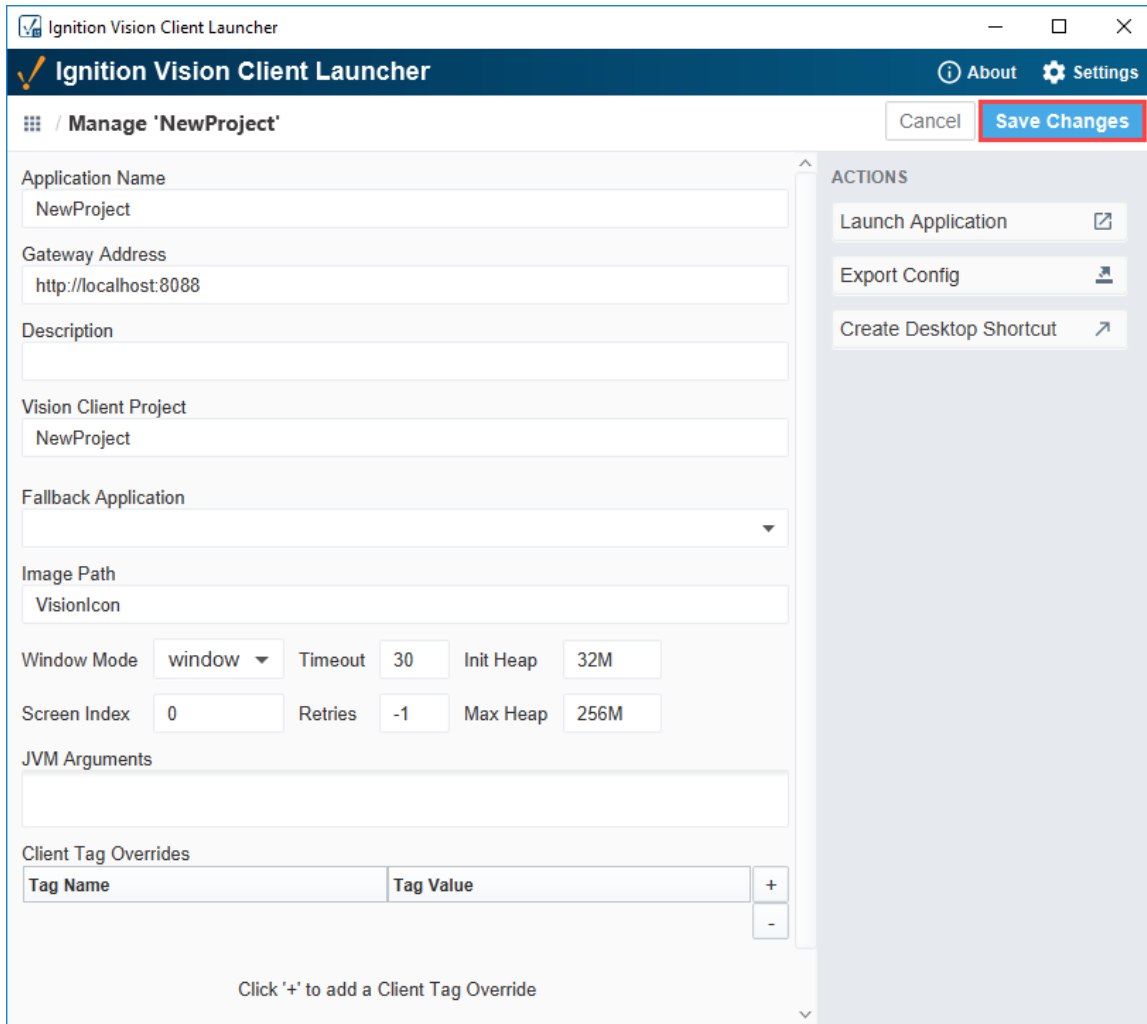 Ignition Vision Client Launcher
Ignition Vision Client Launcher About Settings
/ Manage 'NewProject' Cancel Save Changes
Application Name
NewProject
Gateway Address
http://localhost:8088
Description
Vision Client Project
NewProject
Fallback Application
Image Path
VisionIcon
Window Mode window Timeout 30 Init Heap 32M
Screen Index 0 Retries -1 Max Heap 256M
JVM Arguments
Client Tag Overrides
Tag Name Tag Value +
-
Click '+' to add a Client Tag Override
ACTIONS
Launch Application
Export Config
Create Desktop Shortcut